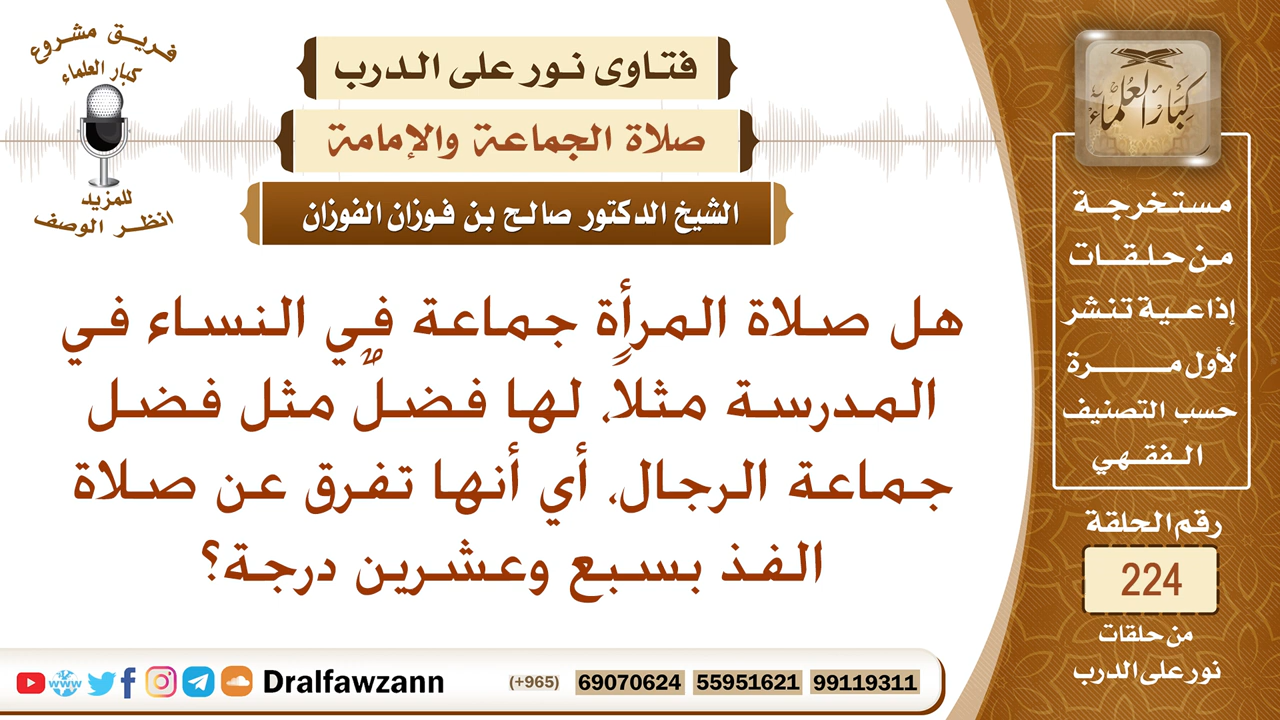 فريق مشروع
كبار العلماء
للمزيد
انظر الوصف
فتاوى نور على الدرب
صلاة الجماعة والإمامة
الشيخ الدكتور صالح بن فوزان الفوزان
هل صلاة المرأةِ جماعة في النساء في
المدرسة مثلاً، لها فضلٌ مثل فضل
جماعة الرجال، أي أنها تفرق عن صلاة
الفذ بسبع وعشرين درجة؟
كبار العلماء
مستخرجة
من حلقات
إذاعية تنشر
لأول مرة
حسب التصنيف
الفقهي
رقم الحلقة
224
من حلقات
نور على الدرب
www Dralfawzann (+965) 69070624 55951621 99119311